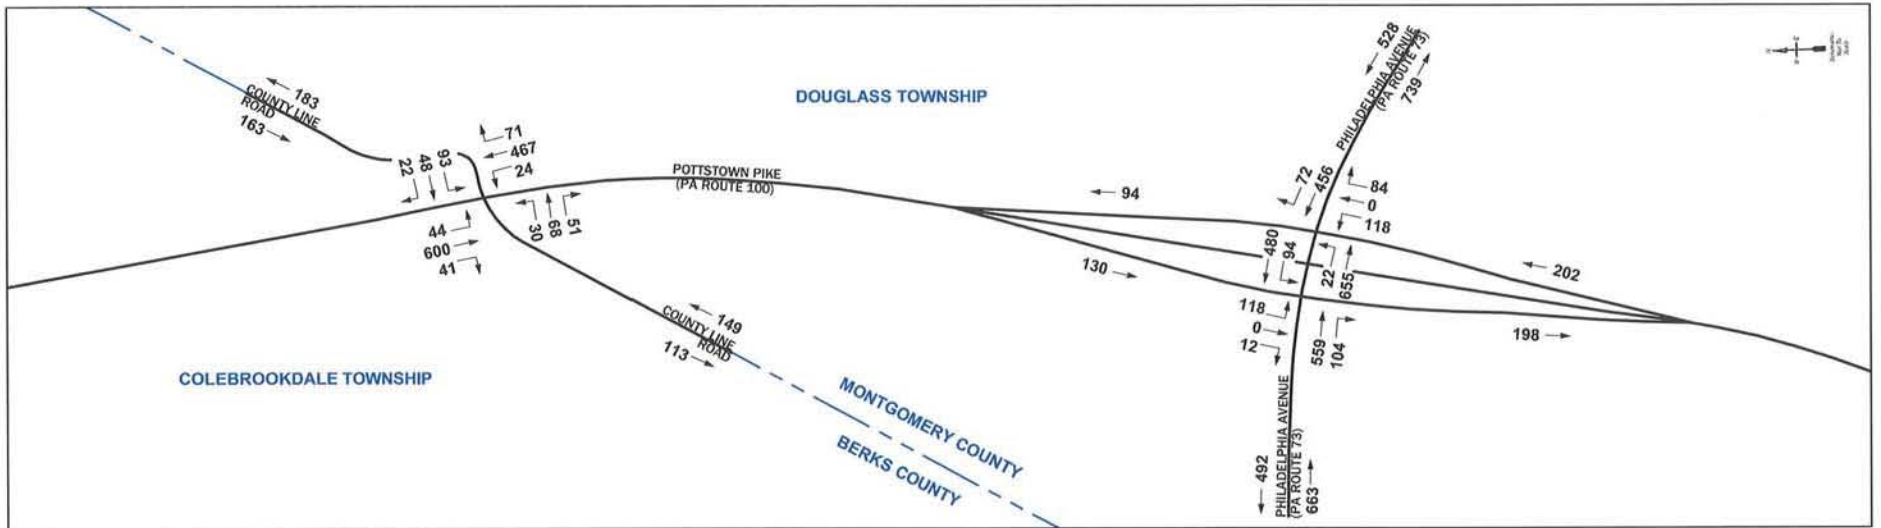 528
PHILADELPHIA AVENUE
(PA ROUTE 73)
739
N
S
DOUGLASS TOWNSHIP
183
COUNTY LINE
ROAD
163
71
467
24
93
48
22
44
600
41
30
68
51
POTTSTOWN PIKE
(PA ROUTE 100)
94
130
72
456
84
0
118
480
94
22
655
202
118
0
12
559
104
198
149
COUNTY LINE
ROAD
113
COLEBROOKDALE TOWNSHIP
MONTGOMERY COUNTY
BERKS COUNTY
492
PHILADELPHIA AVENUE
(PA ROUTE 73)
663